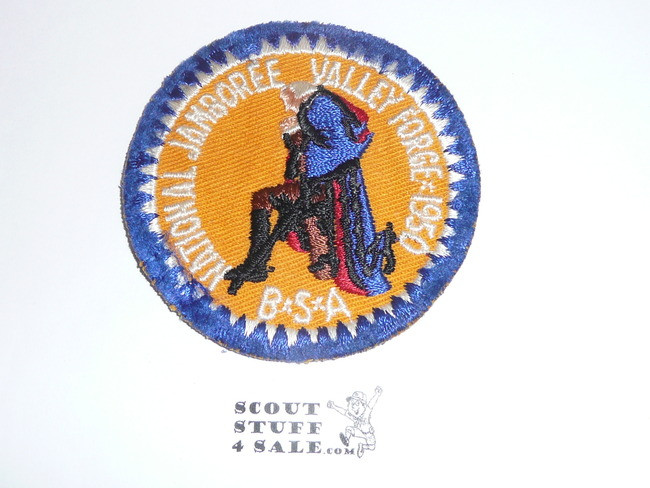 NATIONAL JAMBOREE VALLEY FORGE * 1950
B*S*A
SCOUT
STUFF
4 SALE.COM